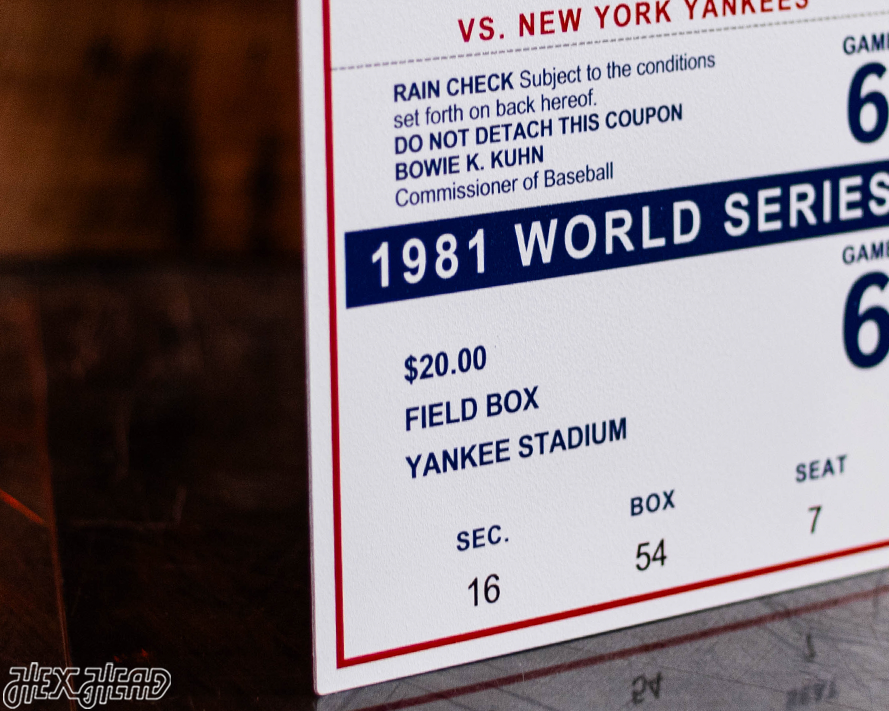 VS. NEW YORK YANKEES
RAIN CHECK Subject to the conditions
set forth on back hereof.
DO NOT DETACH THIS COUPON
BOWIE K. KUHN
Commissioner of Baseball
GAME
6
1981 WORLD SERIES
GAME
6
$20.00
FIELD BOX
YANKEE STADIUM
SEC. BOX SEAT
16 54 7
HEX HEAD